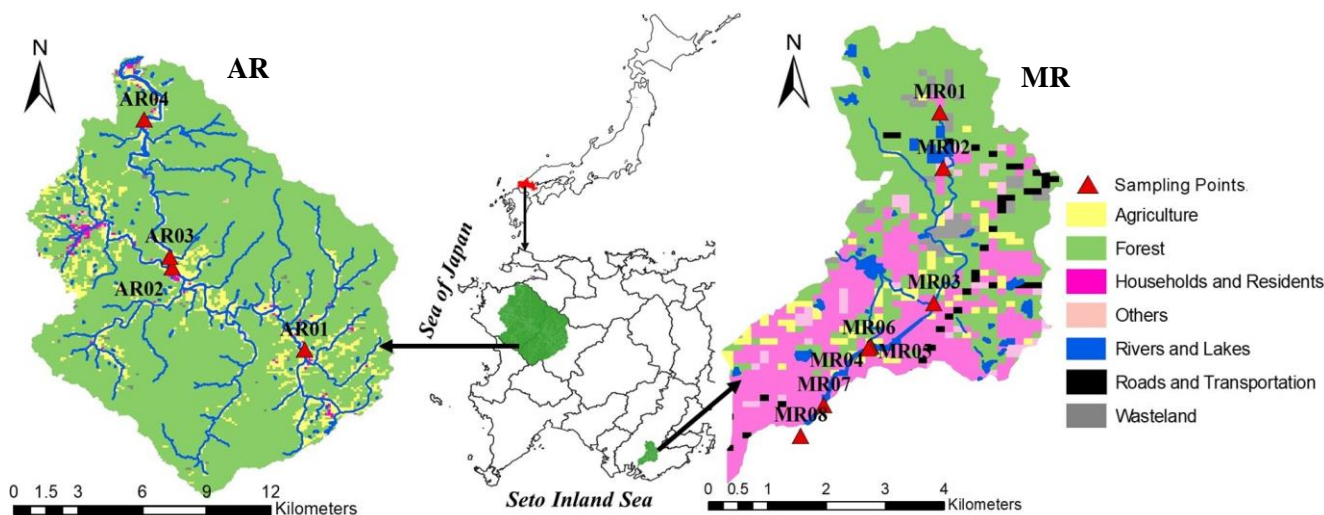 N
AR
AR04
AR03
AR02
AR01
0 1.5 3 6 9 12
Kilometers
Sea of Japan
Seto Inland Sea
N
MR
MR01
MR02
MR03
MR06
MR04
MR05
MR07
MR08
0 0.5 1 2 3 4
Kilometers
Sampling Points
Agriculture
Forest
Households and Residents
Others
Rivers and Lakes
Roads and Transportation
Wasteland